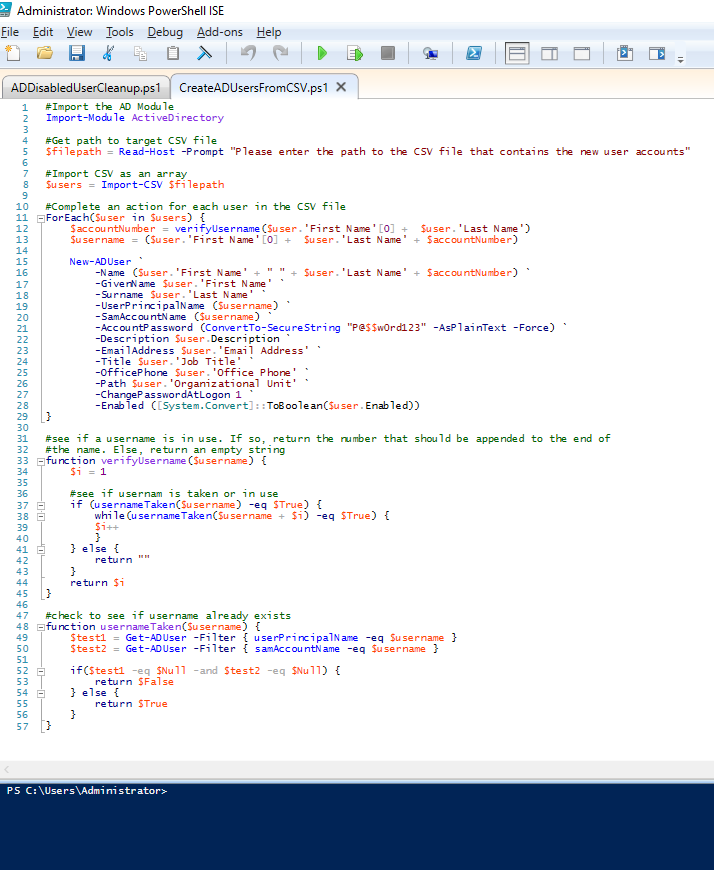 Administrator: Windows PowerShell ISE
File Edit View Tools Debug Add-ons Help
ADDisabledUserCleanup.ps1 CreateADUsersFromCSV.ps1 X
1 #Import the AD Module
2 Import-Module ActiveDirectory
3
4 #Get path to target CSV file
5 $filepath = Read-Host -Prompt "Please enter the path to the CSV file that contains the new user accounts"
6
7 #Import CSV as an array
8 $users = Import-CSV $filepath
9
10 #Complete an action for each user in the CSV file
11 ForEach($user in $users) {
12 $accountNumber = verifyUsername($user.'First Name'[0] + $user.'Last Name')
13 $username = ($user.'First Name'[0] + $user.'Last Name' + $accountNumber)
14
15 New-ADUser `
16 -Name ($user.'First Name' + " " + $user.'Last Name' + $accountNumber) `
17 -GivenName $user.'First Name' `
18 -Surname $user.'Last Name' `
19 -UserPrincipalName ($username) `
20 -SamAccountName ($username) `
21 -AccountPassword (ConvertTo-SecureString "P@$$w0rd123" -AsPlainText -Force) `
22 -Description $user.Description `
23 -EmailAddress $user.'Email Address' `
24 -Title $user.'Job Title' `
25 -OfficePhone $user.'Office Phone' `
26 -Path $user.'Organizational Unit' `
27 -ChangePasswordAtLogon 1 `
28 -Enabled ([System.Convert]::ToBoolean($user.Enabled))
29 }
30
31 #see if a username is in use. If so, return the number that should be appended to the end of
32 #the name. Else, return an empty string
33 function verifyUsername($username) {
34 $i = 1
35
36 #see if usernam is taken or in use
37 if (usernameTaken($username) -eq $True) {
38 while(usernameTaken($username + $i) -eq $True) {
39 $i++
40 }
41 } else {
42 return ""
43 }
44 return $i
45 }
46
47 #check to see if username already exists
48 function usernameTaken($username) {
49 $test1 = Get-ADUser -Filter { userPrincipalName -eq $username }
50 $test2 = Get-ADUser -Filter { samAccountName -eq $username }
51
52 if($test1 -eq $Null -and $test2 -eq $Null) {
53 return $False
54 } else {
55 return $True
56 }
57 }
PS C:\Users\Administrator>